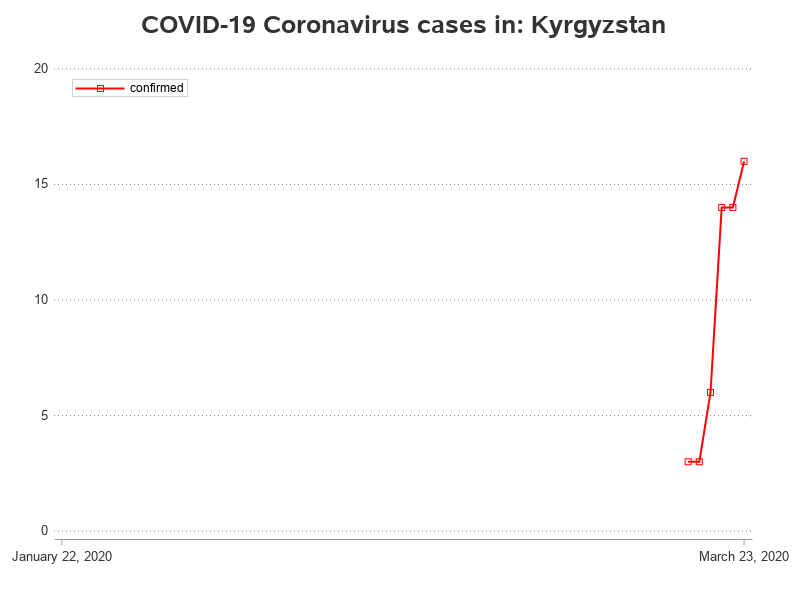 COVID-19 Coronavirus cases in: Kyrgyzstan
20
confirmed
15
10
5
0
January 22, 2020
March 23, 2020